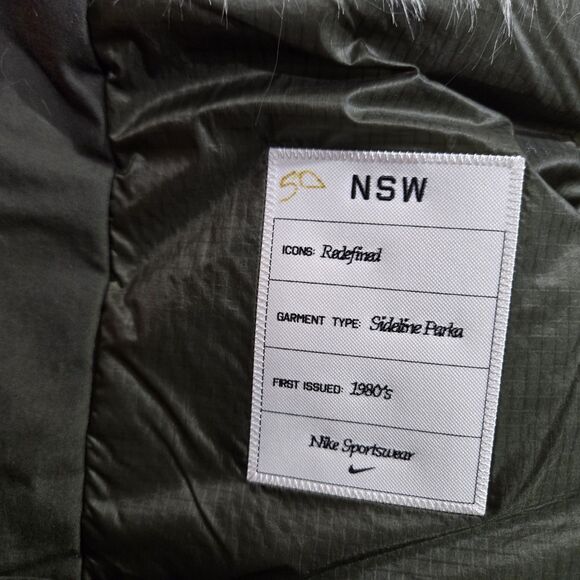 50 NSW
ICONS: Redefined
GARMENT TYPE: Sideline Parka
FIRST ISSUED: 1980's
Nike Sportswear